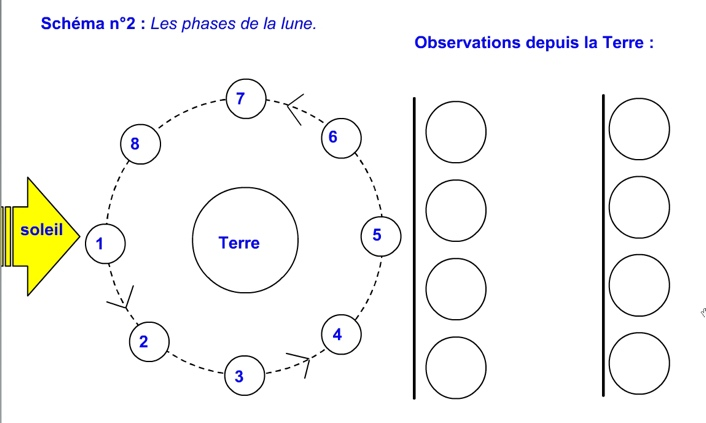 Schéma n°2 : Les phases de la lune.
Observations depuis la Terre :
7
8
6
soleil
1
Terre
5
2
4
3